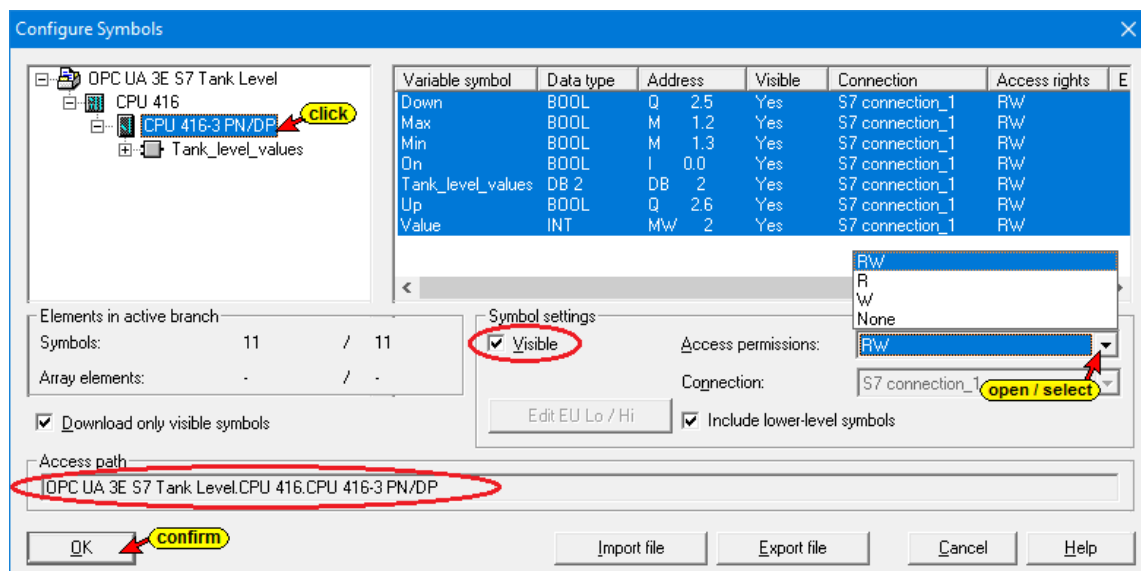 Configure Symbols
OPC UA 3E S7 Tank Level
CPU 416
CPU 416-3 PN/DP
click
Tank_level_values
Variable symbol Data type Address Visible Connection Access rights E
Down BOOL Q 2.5 Yes S7 connection_1 RW
Max BOOL M 1.2 Yes S7 connection_1 RW
Min BOOL M 1.3 Yes S7 connection_1 RW
On BOOL I 0.0 Yes S7 connection_1 RW
Tank_level_values DB 2 DB 2 Yes S7 connection_1 RW
Up BOOL Q 2.6 Yes S7 connection_1 RW
Value INT MW 2 Yes S7 connection_1 RW
RW
R
W
None
Elements in active branch
Symbols: 11 / 11
Array elements: - / -
Download only visible symbols
Symbol settings
Visible
Access permissions: RW
Connection: S7 connection_1
open / select
Edit EU Lo / Hi
Include lower-level symbols
Access path
OPC UA 3E S7 Tank Level.CPU 416.CPU 416-3 PN/DP
OK
confirm
Import file
Export file
Cancel
Help